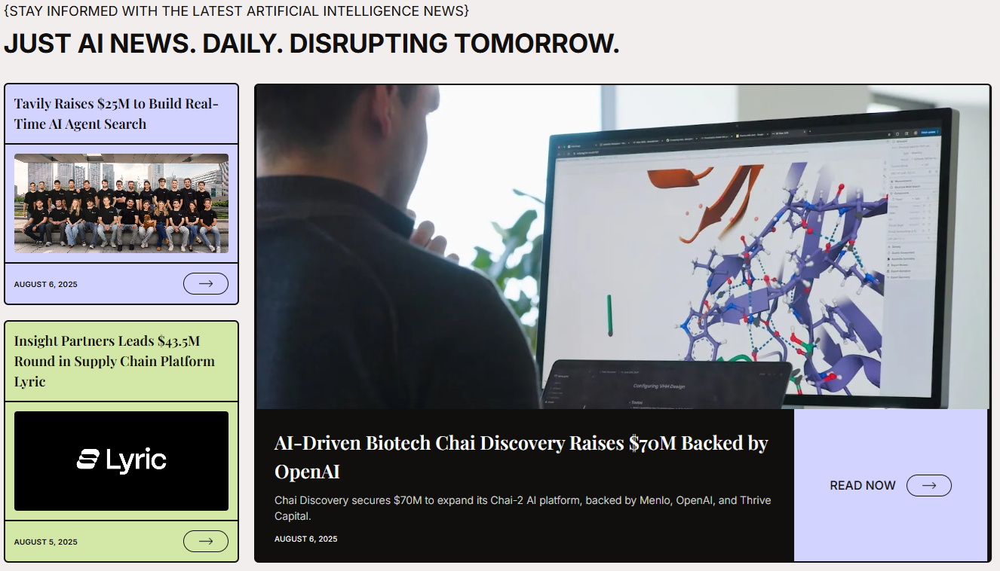 {STAY INFORMED WITH THE LATEST ARTIFICIAL INTELLIGENCE NEWS}
JUST AI NEWS. DAILY. DISRUPTING TOMORROW.
Tavily Raises $25M to Build Real-
Time AI Agent Search
AUGUST 6, 2025
Insight Partners Leads $43.5M
Round in Supply Chain Platform
Lyric
Lyric
AUGUST 5, 2025
Configuring VHH Design
AI-Driven Biotech Chai Discovery Raises $70M Backed by
OpenAI
Chai Discovery secures $70M to expand its Chai-2 AI platform, backed by Menlo, OpenAI, and Thrive
Capital.
AUGUST 6, 2025
READ NOW